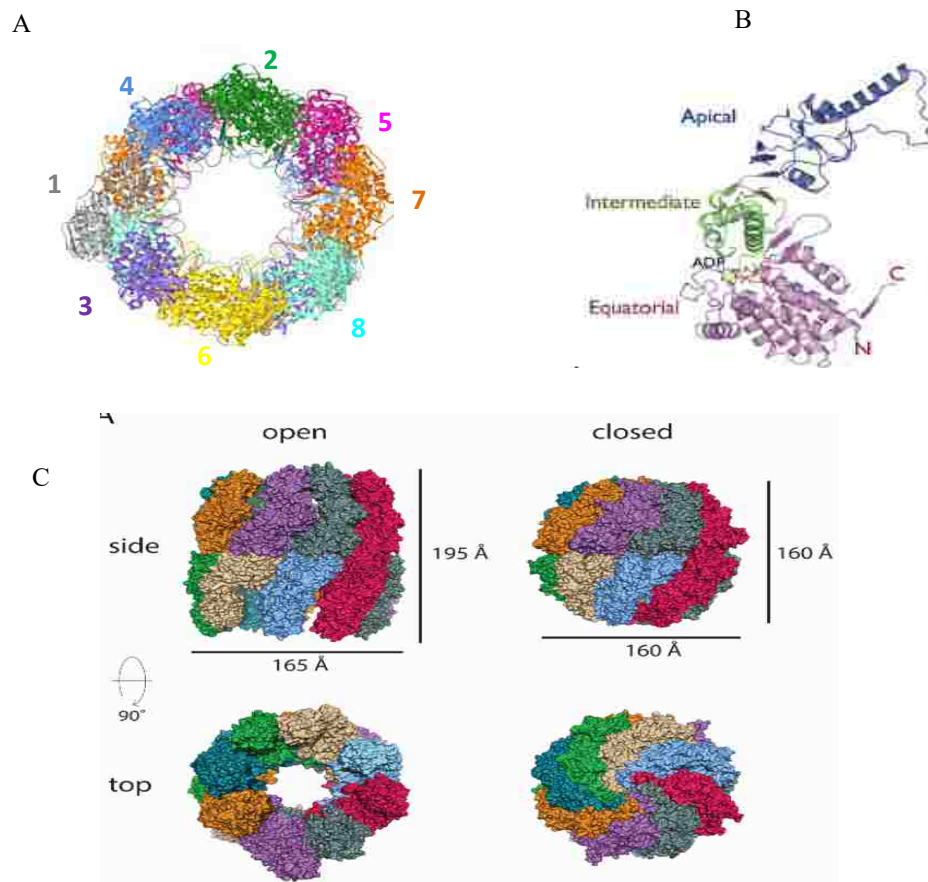 A
2
4
5
1
7
3
8
6
B
Apical
Intermediate
ADP
C
Equatorial
N
A
open
closed
C
side
195 Å
160 Å
165 Å
160 Å
90°
top